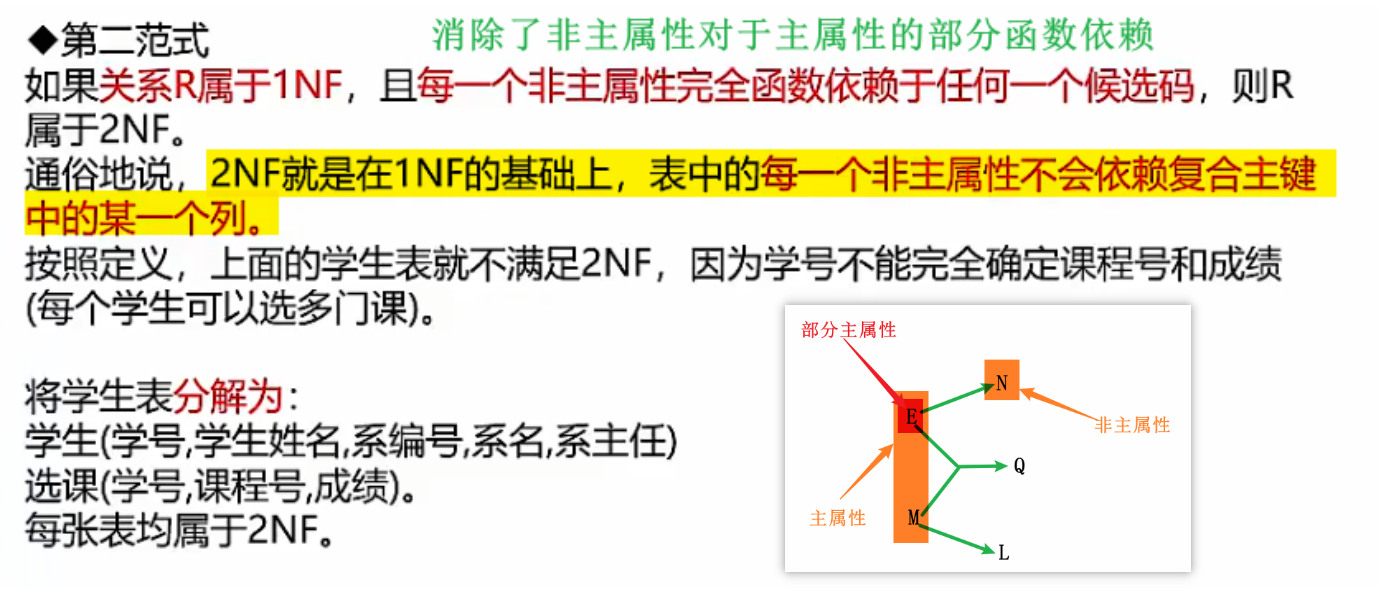 ◆第二范式
消除了非主属性对于主属性的部分函数依赖
如果关系R属于1NF，且每一个非主属性完全函数依赖于任何一个候选码，则R
属于2NF。
通俗地说，2NF就是在1NF的基础上，表中的每一个非主属性不会依赖复合主键
中的某一个列。
按照定义，上面的学生表就不满足2NF，因为学号不能完全确定课程号和成绩
(每个学生可以选多门课)。
将学生表分解为：
学生(学号,学生姓名,系编号,系名,系主任)
选课(学号,课程号,成绩)。
每张表均属于2NF。
部分主属性
N
E
非主属性
Q
M
主属性
L